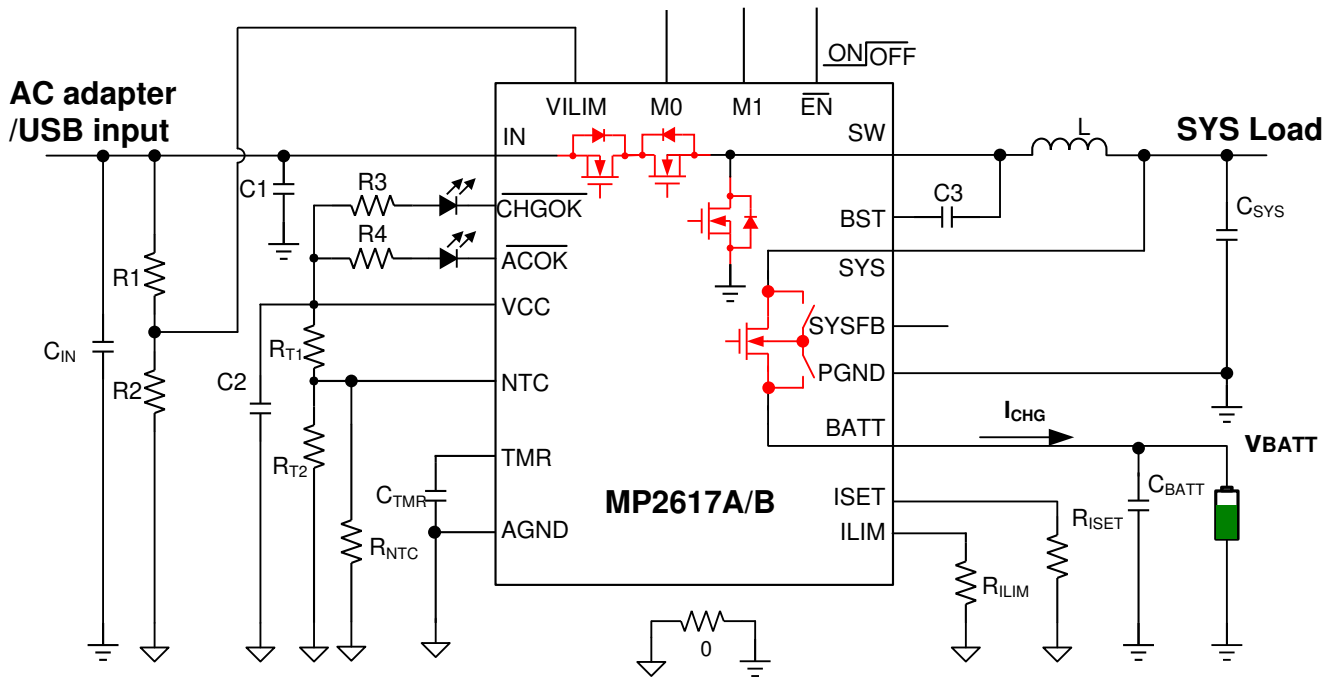 ON OFF
AC adapter
/USB input
VILIM M0 M1 EN
IN SW L SYS Load
C1 R3 CHGOK C3 CSYS
BST
R4 ACOK
SYS
R1
VCC
SYSFB
CIN RT1
R2 C2 NTC PGND
ICHG
BATT VBATT
RT2 TMR
CTMR MP2617A/B ISET CBATT
RISET
AGND ILIM
RNTC
RILIM
0